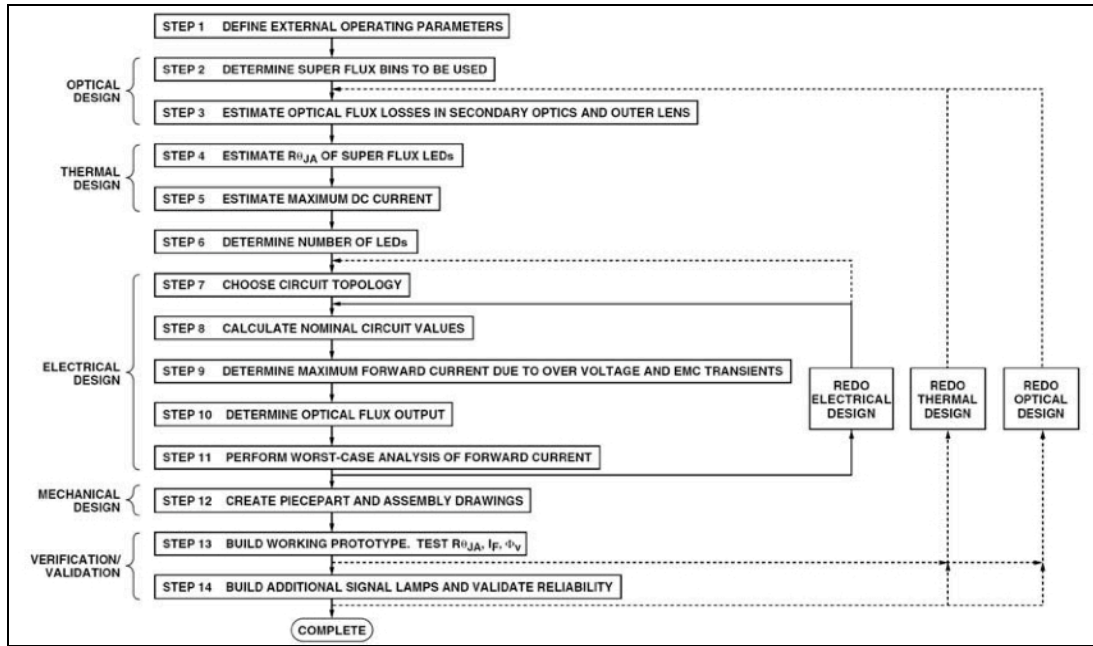 STEP 1 DEFINE EXTERNAL OPERATING PARAMETERS
OPTICAL
DESIGN
STEP 2 DETERMINE SUPER FLUX BINS TO BE USED
STEP 3 ESTIMATE OPTICAL FLUX LOSSES IN SECONDARY OPTICS AND OUTER LENS
THERMAL
DESIGN
STEP 4 ESTIMATE RθJA OF SUPER FLUX LEDs
STEP 5 ESTIMATE MAXIMUM DC CURRENT
STEP 6 DETERMINE NUMBER OF LEDs
ELECTRICAL
DESIGN
STEP 7 CHOOSE CIRCUIT TOPOLOGY
STEP 8 CALCULATE NOMINAL CIRCUIT VALUES
STEP 9 DETERMINE MAXIMUM FORWARD CURRENT DUE TO OVER VOLTAGE AND EMC TRANSIENTS
STEP 10 DETERMINE OPTICAL FLUX OUTPUT
STEP 11 PERFORM WORST-CASE ANALYSIS OF FORWARD CURRENT
REDO
ELECTRICAL
DESIGN
REDO
THERMAL
DESIGN
REDO
OPTICAL
DESIGN
MECHANICAL
DESIGN
STEP 12 CREATE PIECEPART AND ASSEMBLY DRAWINGS
VERIFICATION/
VALIDATION
STEP 13 BUILD WORKING PROTOTYPE. TEST RθJA, IF, ΦV
STEP 14 BUILD ADDITIONAL SIGNAL LAMPS AND VALIDATE RELIABILITY
COMPLETE